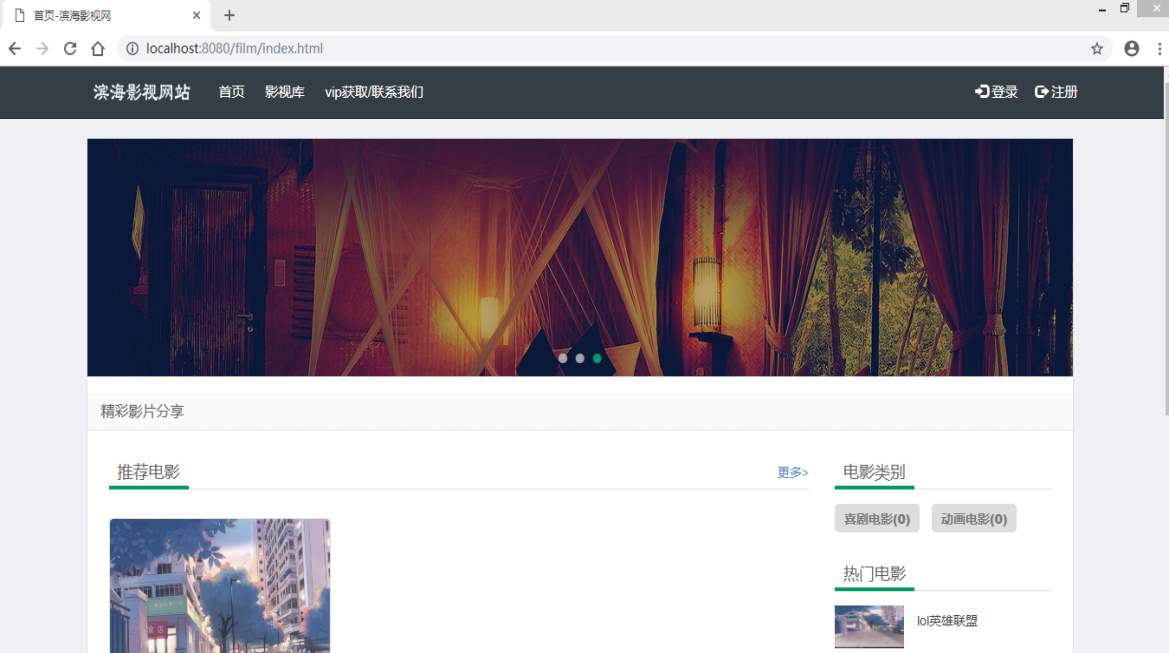 首页-滨海影视网
localhost:8080/film/index.html
滨海影视网站 首页 影视库 vip获取/联系我们 登录 注册
精彩影片分享
推荐电影 更多>
电影类别
喜剧电影(0) 动画电影(0)
热门电影
lol英雄联盟